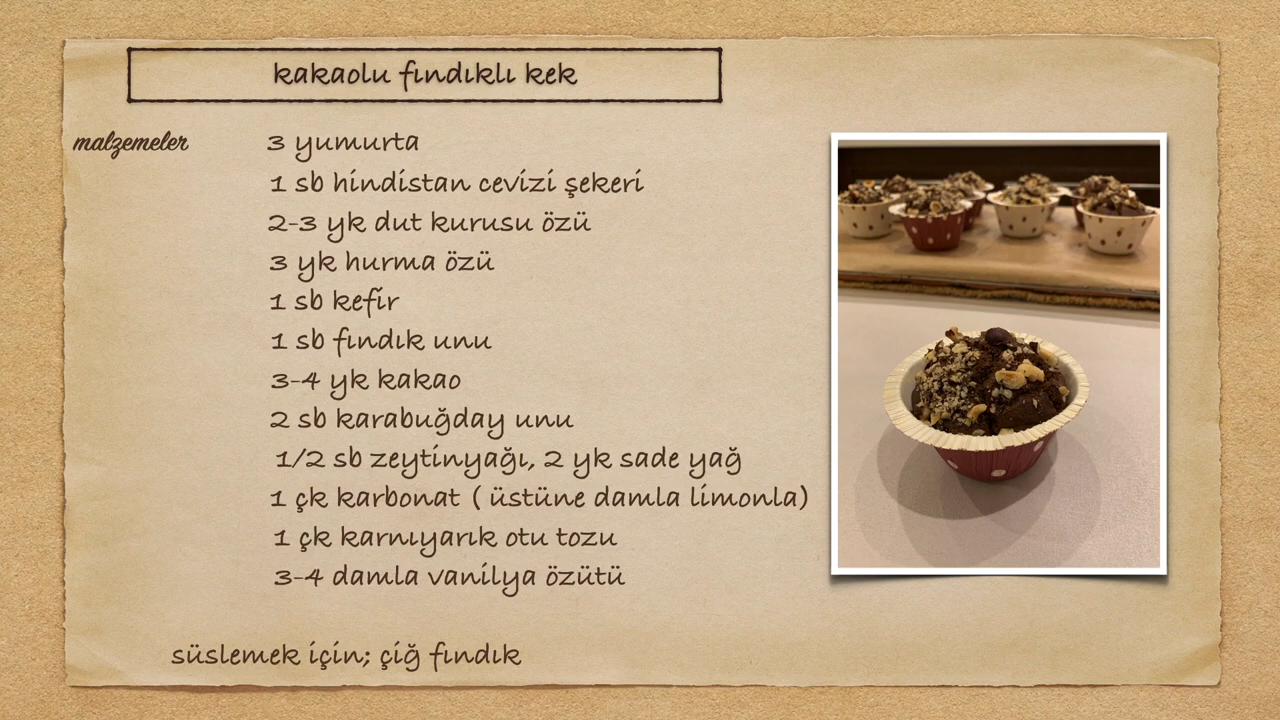 kakaolu fındıklı kek
malzemeler
3 yumurta
1 sb hindistan cevizi şekeri
2-3 yk dut kurusu özü
3 yk hurma özü
1 sb kefir
1 sb fındık unu
3-4 yk kakao
2 sb karabuğday unu
1/2 sb zeytinyağı, 2 yk sade yağ
1 çk karbonat ( üstüne damla limonla)
1 çk karnıyarık otu tozu
3-4 damla vanilya özütü
süslemek için; çiğ fındık